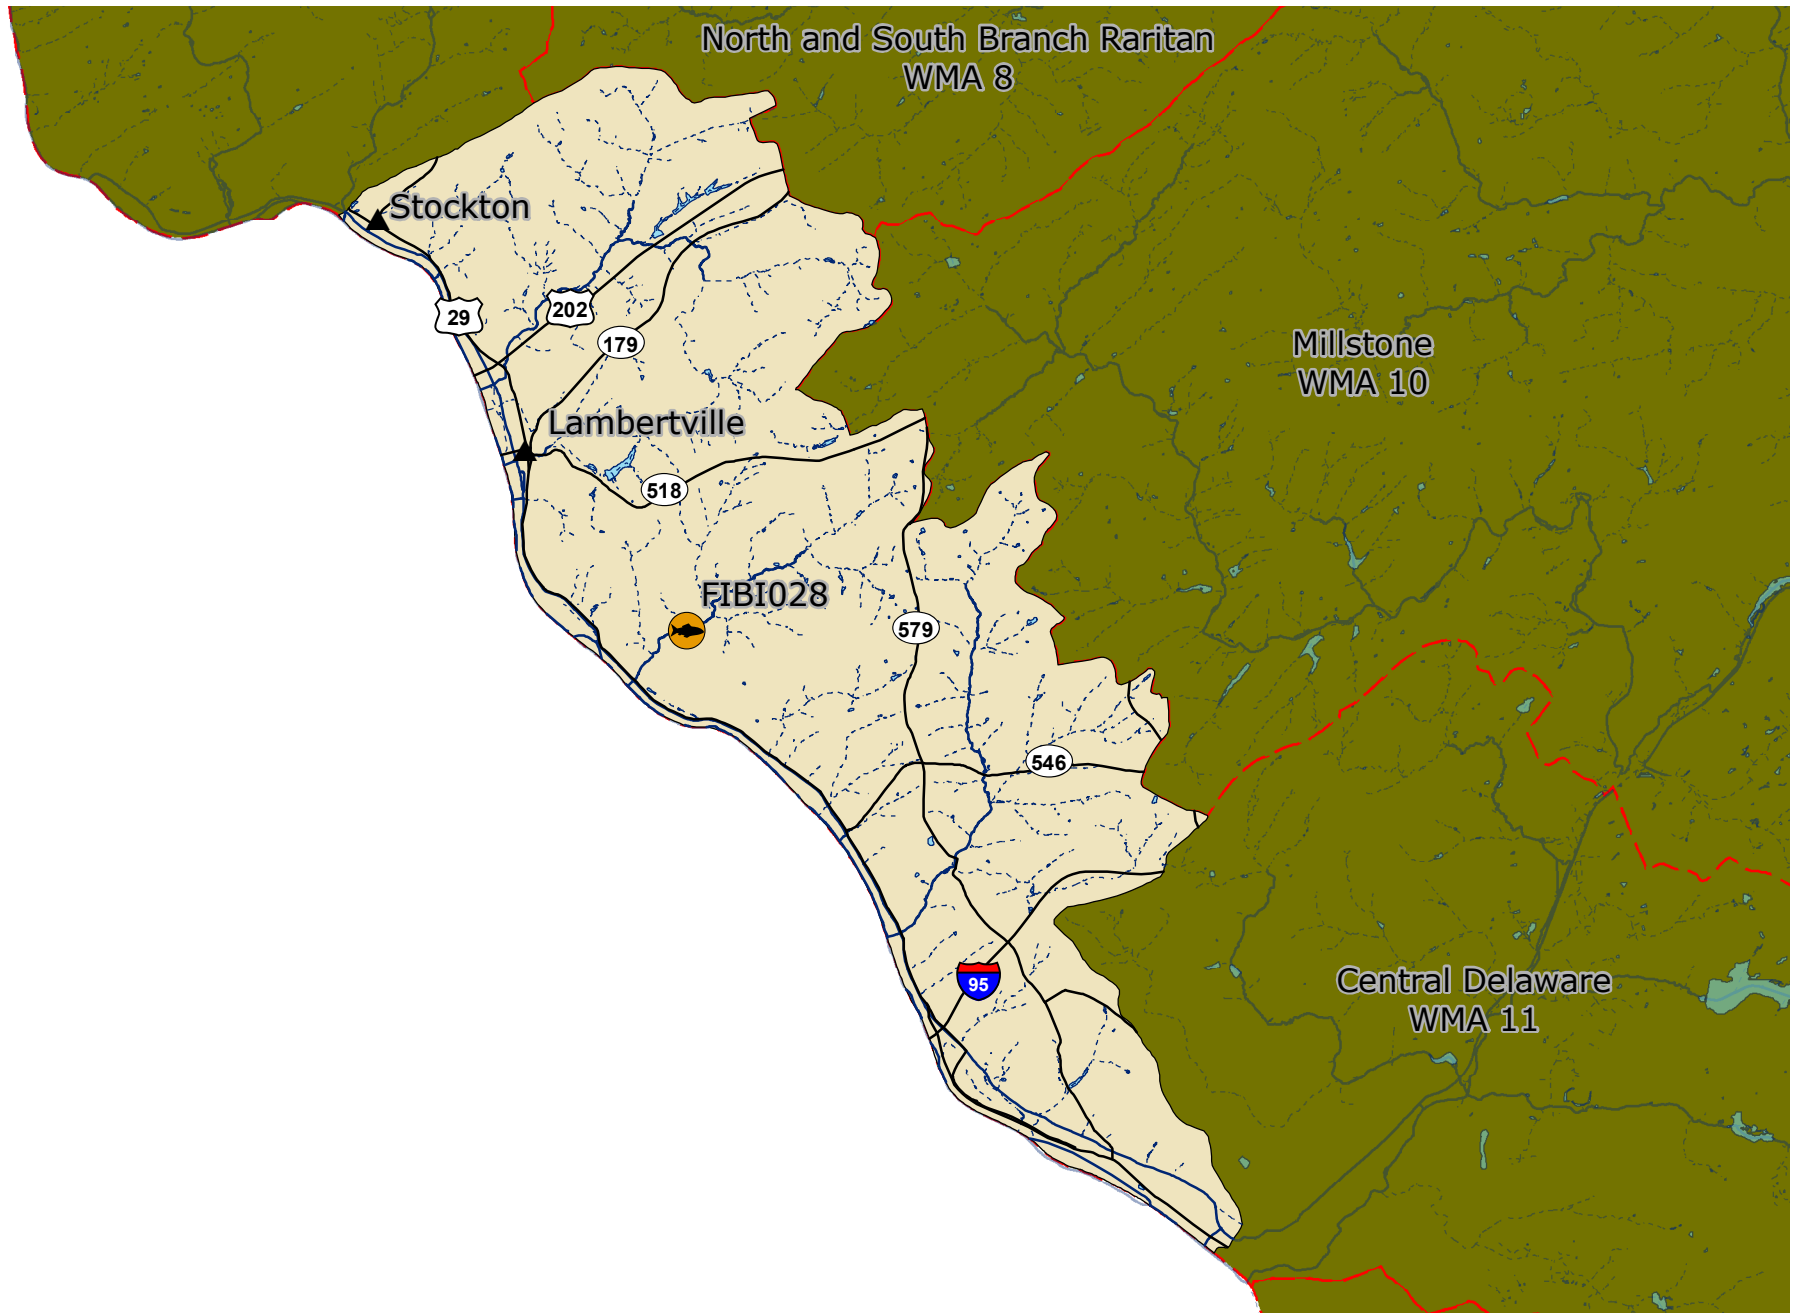 North and South Branch Raritan
WMA 8
Stockton
29
202
179
Millstone
WMA 10
Lambertville
518
FIBI028
579
546
95
Central Delaware
WMA 11